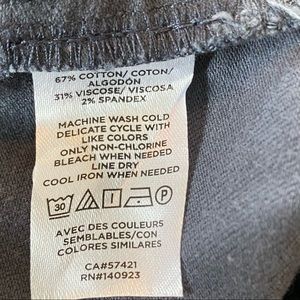 67% COTTON/ COTON/
ALGODÓN
31% VISCOSE/ VISCOSA
2% SPANDEX
MACHINE WASH COLD
DELICATE CYCLE WITH
LIKE COLORS
ONLY NON-CHLORINE
BLEACH WHEN NEEDED
LINE DRY
COOL IRON WHEN NEEDED
30 P
AVEC DES COULEURS
SEMBLABLES/CON
COLORES SIMILARES
CA#57421
RN#140923